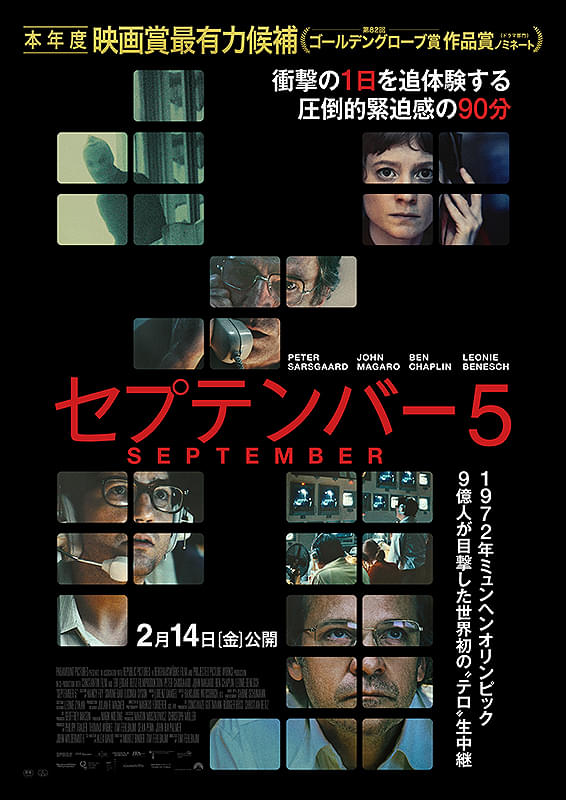 本年度 映画賞最有力候補
第82回
ゴールデングローブ賞 作品賞 (ドラマ部門) ノミネート
衝撃の1日を追体験する
圧倒的緊迫感の90分
PETER SARSGAARD
JOHN MAGARO
BEN CHAPLIN
LEONIE BENESCH
セプテンバー5
SEPTEMBER
1972年ミュンヘンオリンピック
9億人が目撃した世界初の“テロ”生中継
2月14日[金]公開